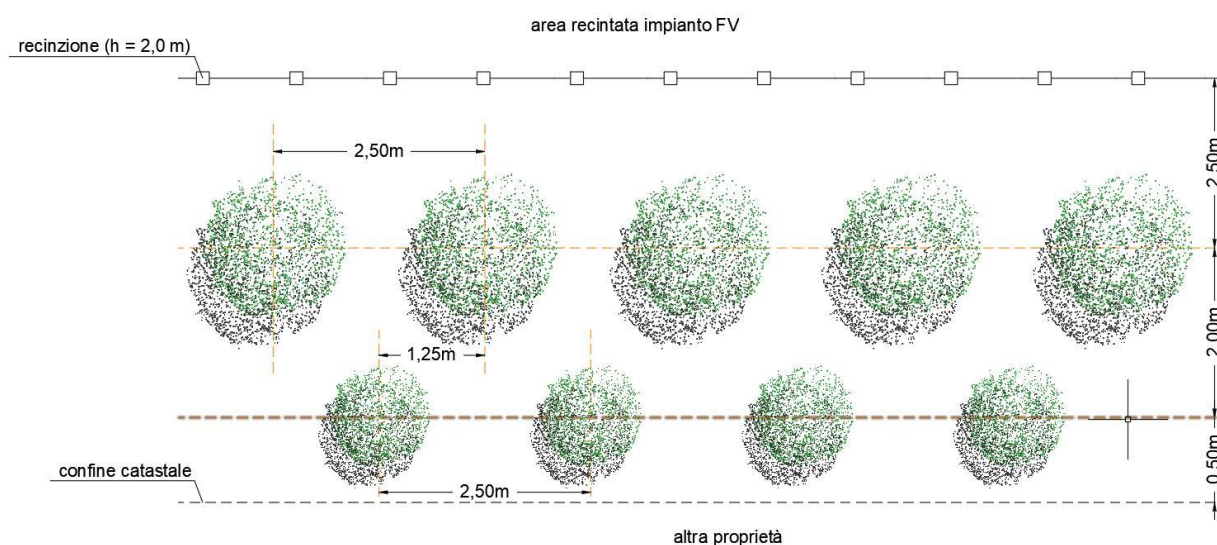 area recintata impianto FV
recinzione (h = 2,0 m)
2,50m
2,50m
1,25m
2,00m
confine catastale
2,50m
0,50m
altra proprietà